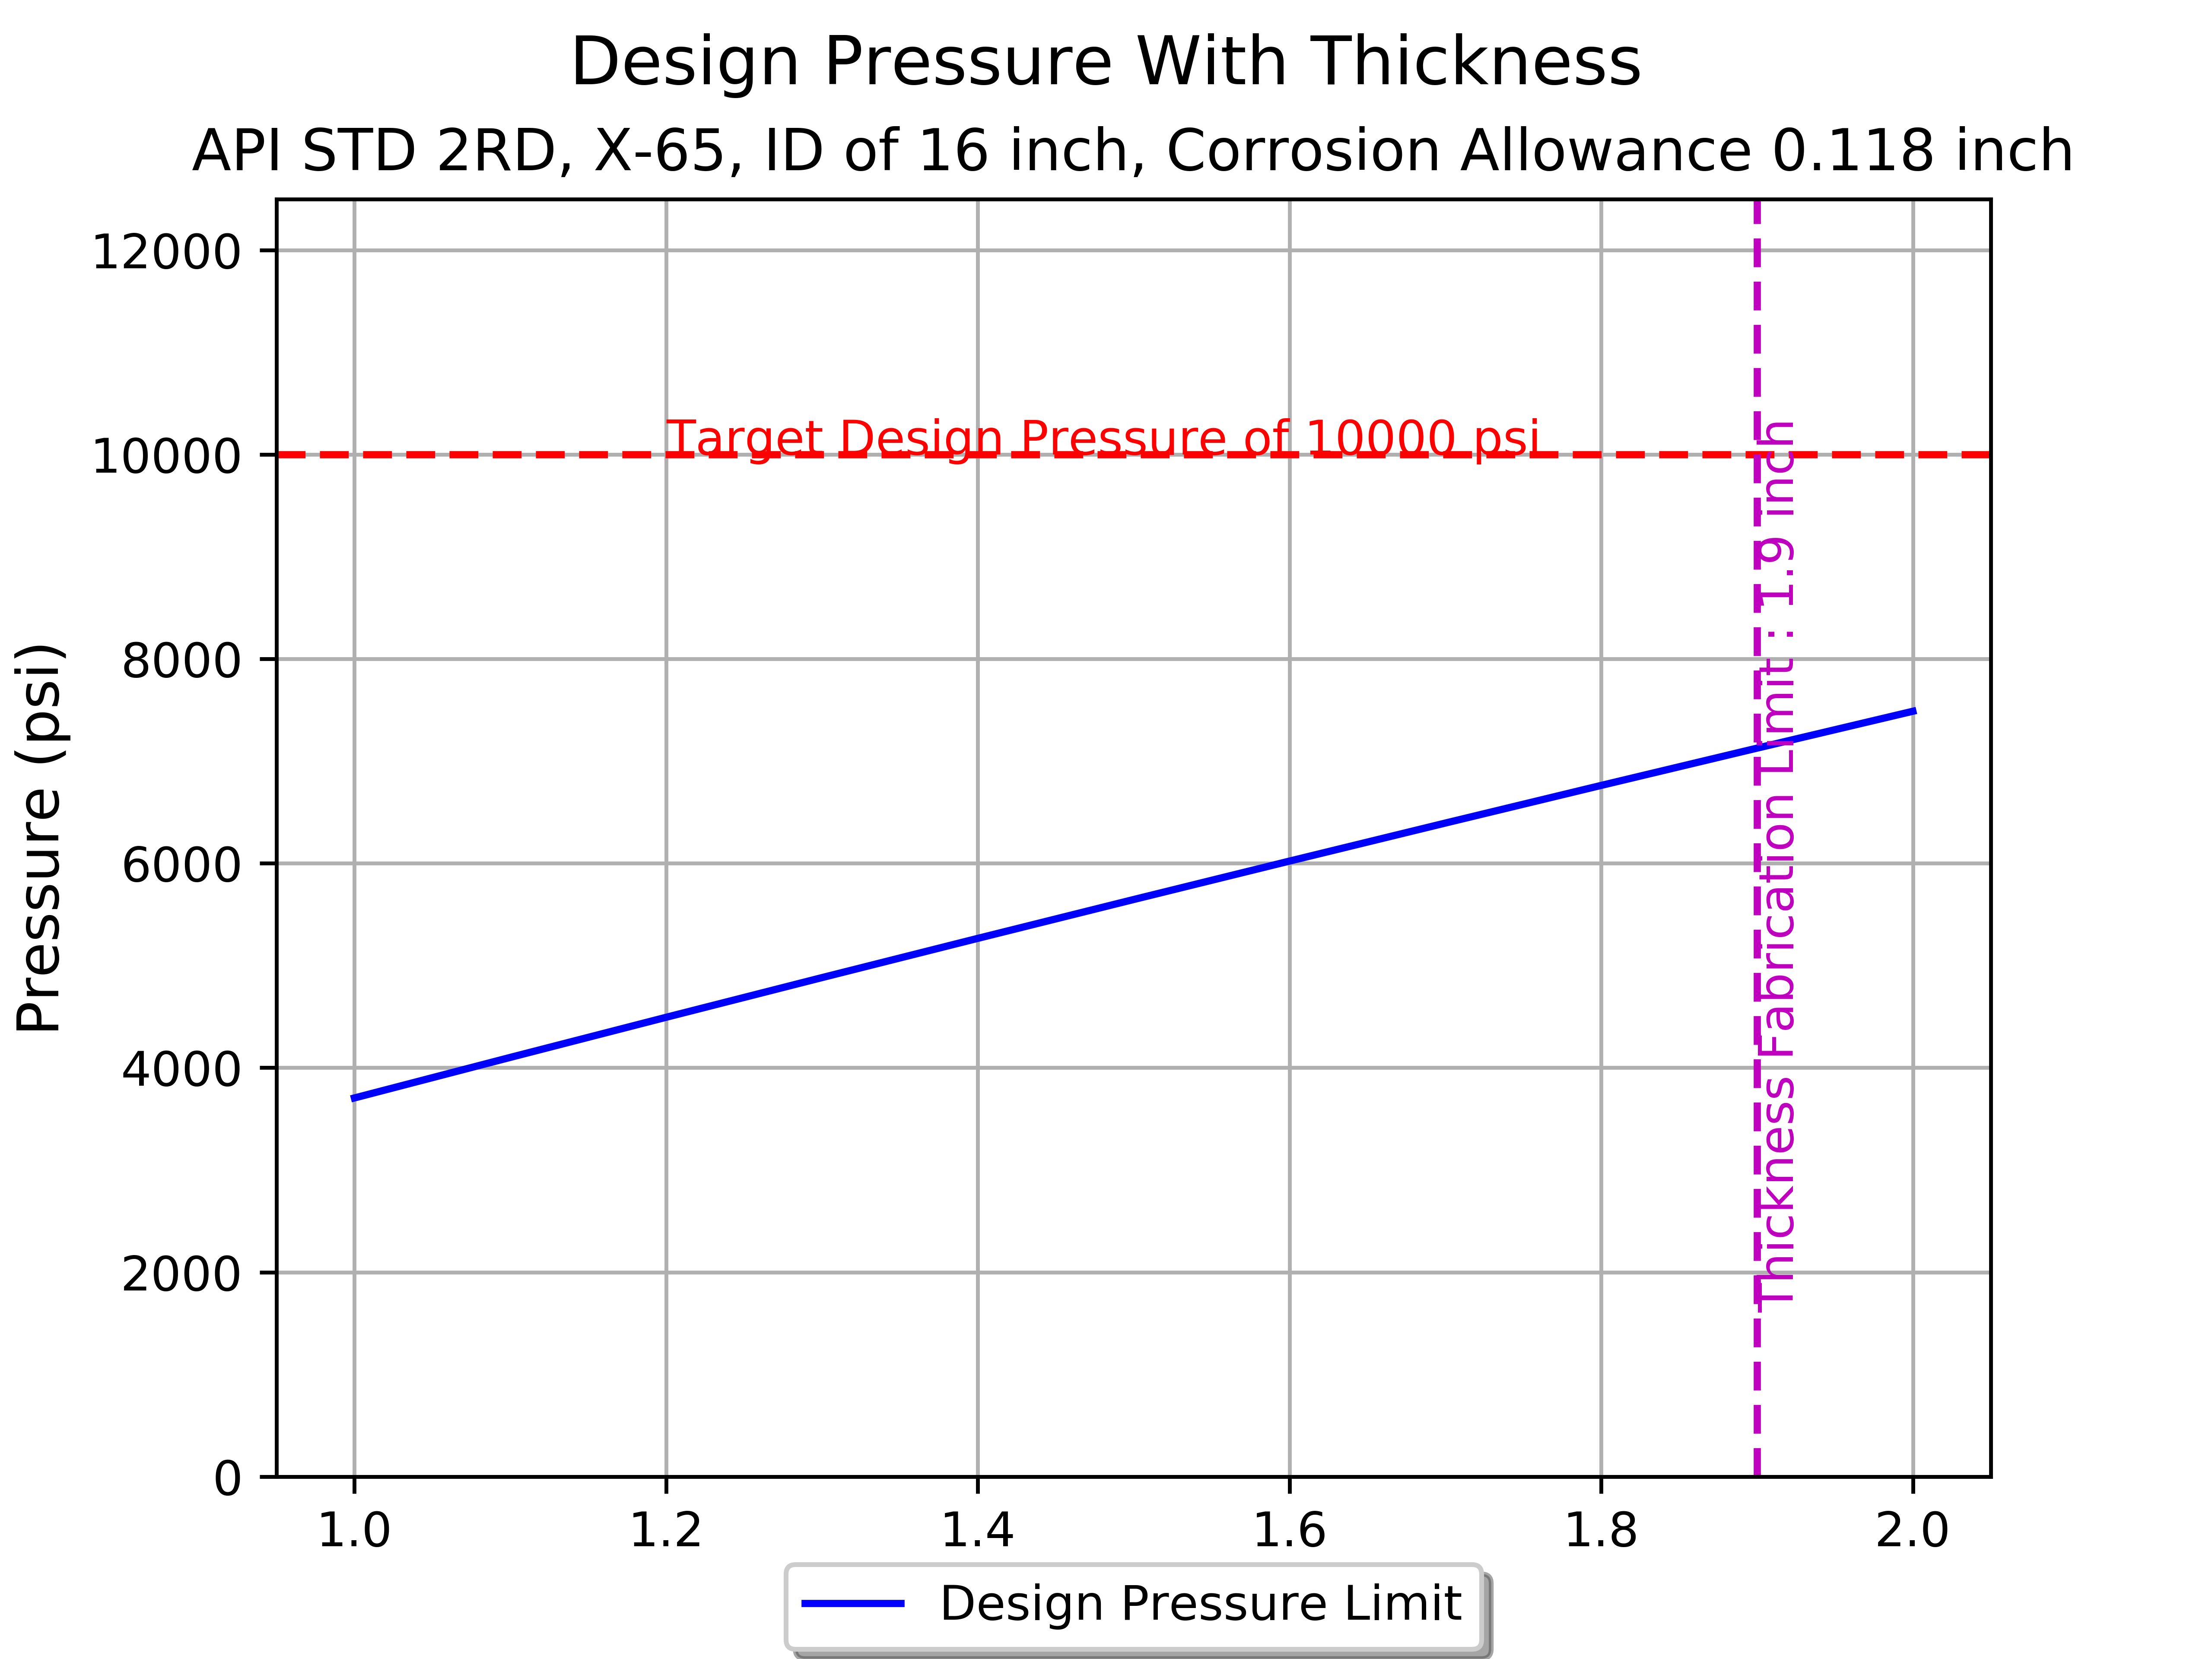 Design Pressure With Thickness
API STD 2RD, X-65, ID of 16 inch, Corrosion Allowance 0.118 inch
Pressure (psi)
12000
10000
8000
6000
4000
2000
0
Target Design Pressure of 10000 psi
Thickness Fabrication Limit : 1.9 inch
1.0
1.2
1.4
1.6
1.8
2.0
Design Pressure Limit